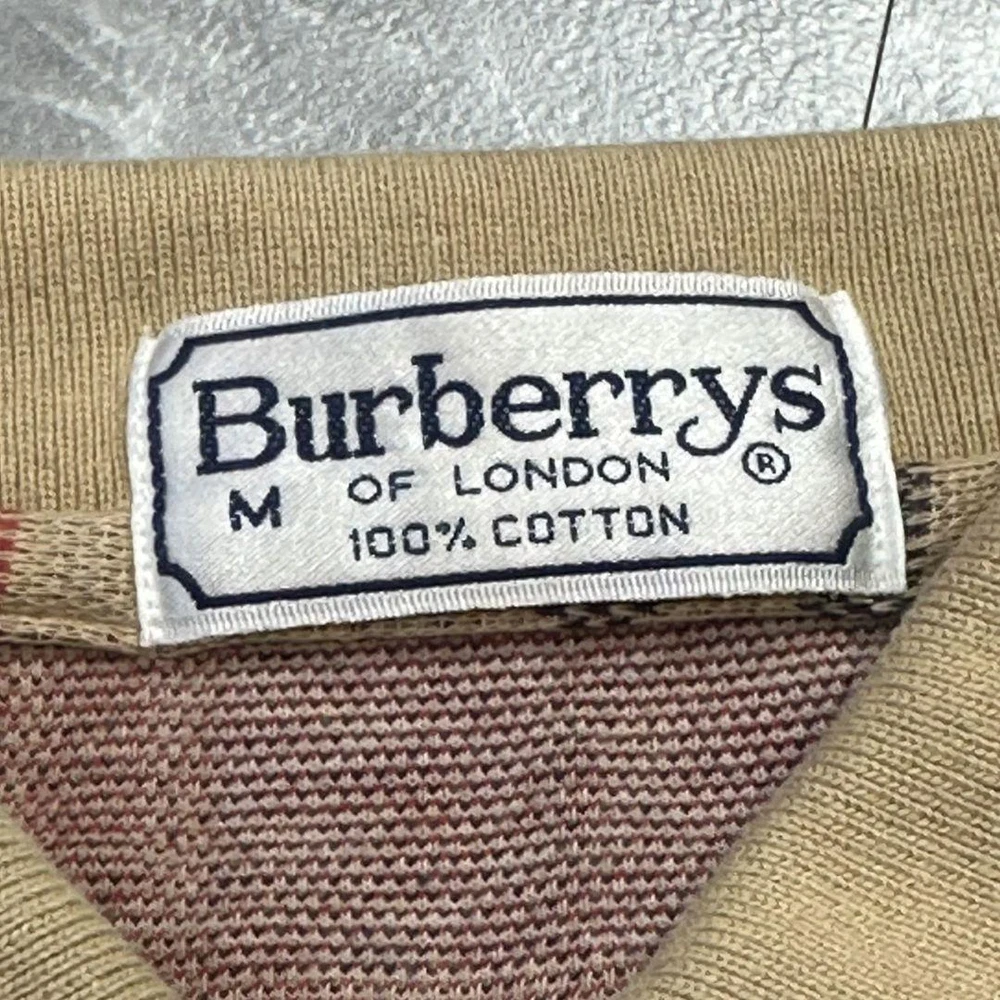 Burberrys
M OF LONDON ®
100% COTTON